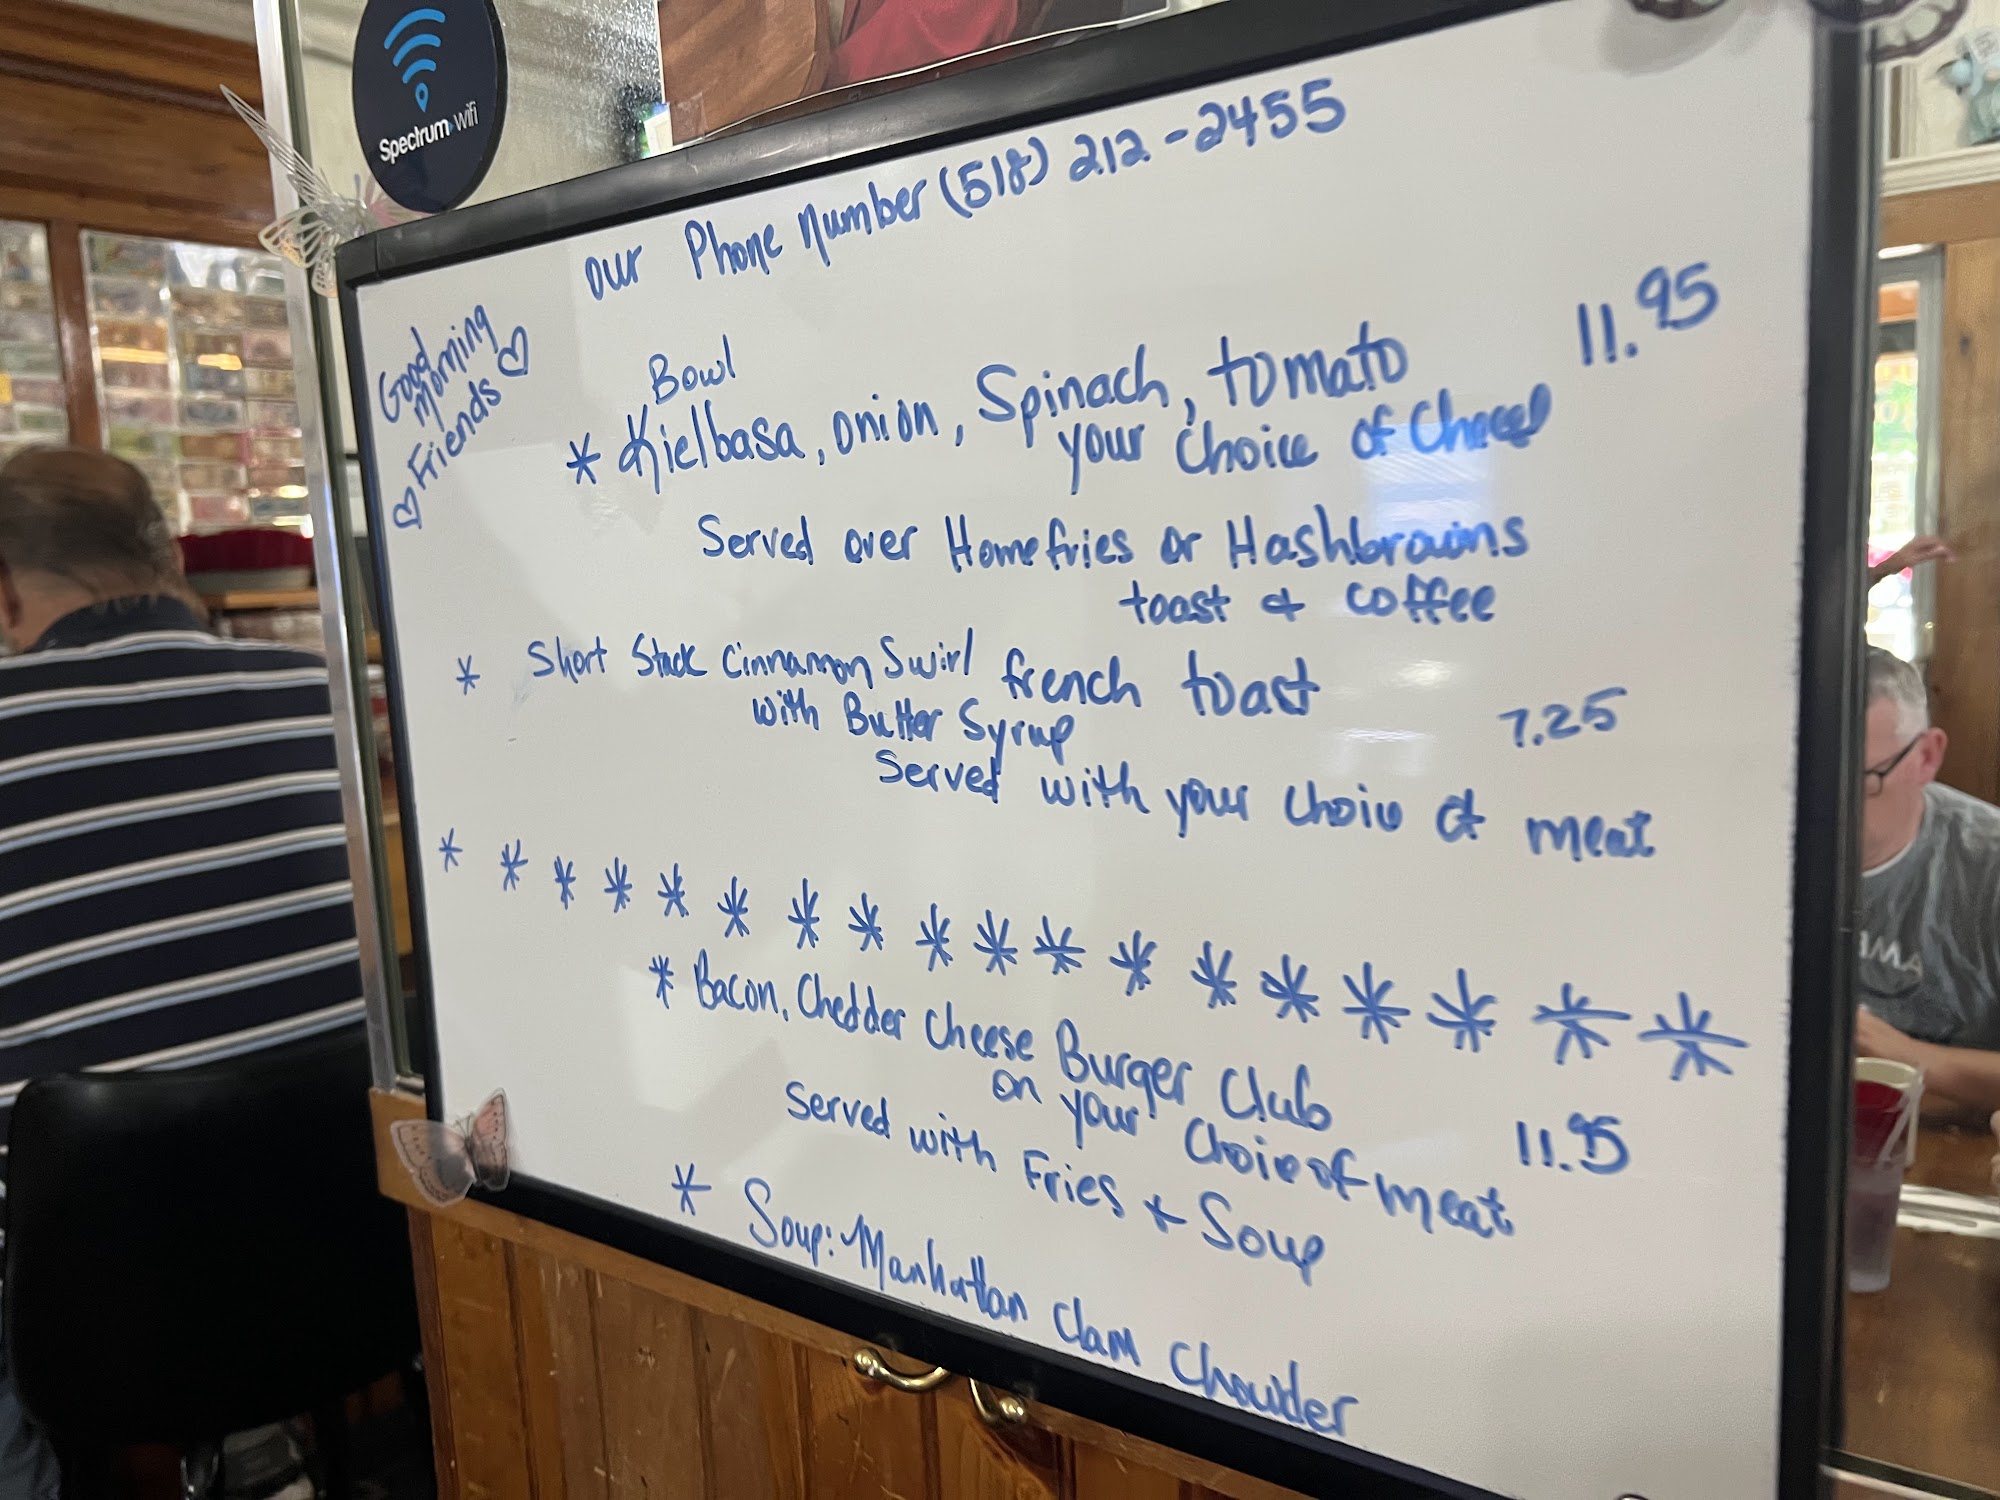 Spectrum wifi
our Phone number (518) 212-2455
Good
Morning
Friends
Bowl
* Kielbasa, onion, Spinach, tomato 11.95
your choice of
Served over Homefries or Hashbrowns
toast & coffee
* Short Stack Cinnamon Swirl french toast
with Butter Syrup 7.25
Served with your choice of meat
* * * * * * * * * * * * * * * * * *
* Bacon, Chedder cheese Burger Club
on your Choice of meat 11.95
Served with Fries & Soup
* Soup: Manhattan Clam Chowder